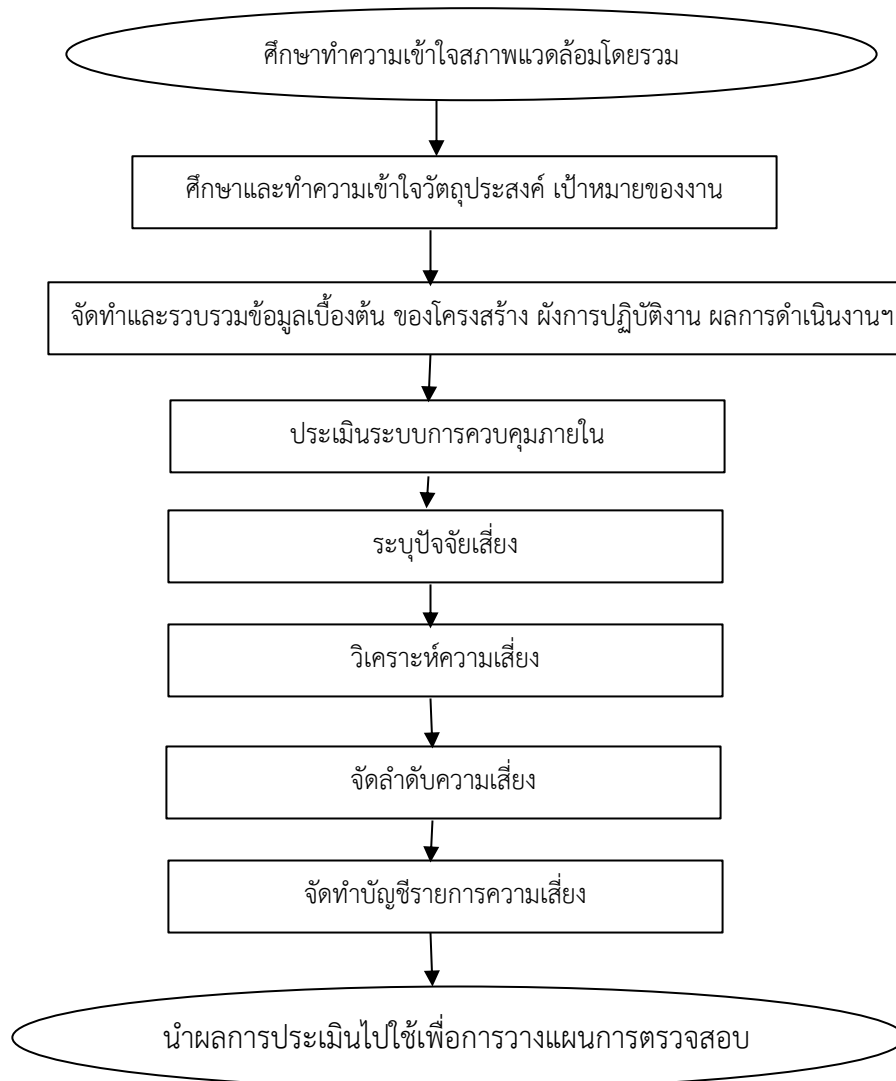 ศึกษาทำความเข้าใจสภาพแวดล้อมโดยรวม
ศึกษาและทำความเข้าใจวัตถุประสงค์ เป้าหมายของงาน
จัดทำและรวบรวมข้อมูลเบื้องต้น ของโครงสร้าง ผังการปฏิบัติงาน ผลการดำเนินงานฯ
ประเมินระบบการควบคุมภายใน
ระบุปัจจัยเสี่ยง
วิเคราะห์ความเสี่ยง
จัดลำดับความเสี่ยง
จัดทำบัญชีรายการความเสี่ยง
นำผลการประเมินไปใช้เพื่อการวางแผนการตรวจสอบ